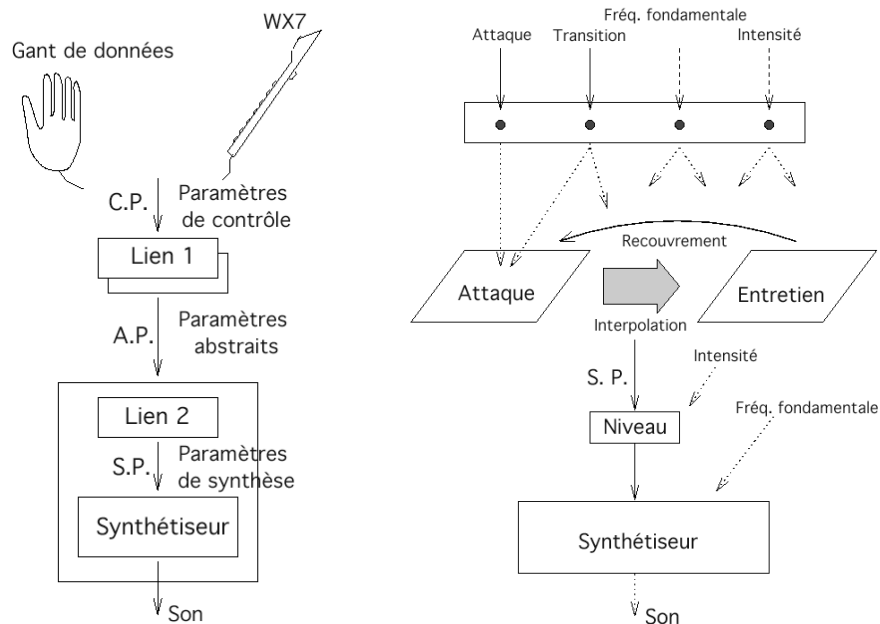 WX7
Gant de données
C.P.
Paramètres
de contrôle
Lien 1
A.P.
Paramètres
abstraits
Lien 2
S.P.
Paramètres
de synthèse
Synthétiseur
Son
Fréq. fondamentale
Attaque
Transition
Intensité
Recouvrement
Attaque
Entretien
Interpolation
S. P.
Intensité
Niveau
Fréq. fondamentale
Synthétiseur
Son